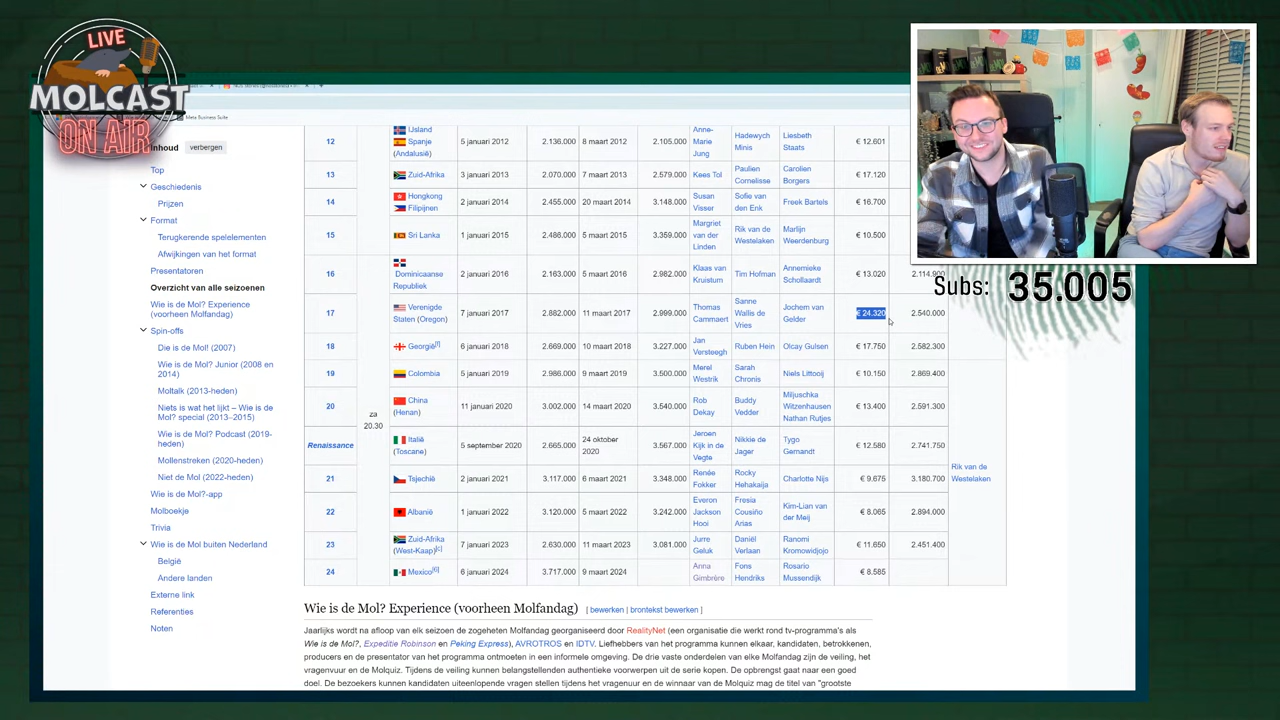 LIVE
MOLCAST
ON AIR
Meta Business Suite
Inhoud verbergen
Top
Geschiedenis
Prijzen
Format
Terugkerende spelelementen
Afwijkingen van het format
Presentatoren
Overzicht van alle seizoenen
Wie is de Mol? Experience
(voorheen Molfandag)
Spin-offs
Die is de Mol! (2007)
Wie is de Mol? Junior (2008 en
2014)
Moltalk (2013-heden)
Niets is wat het lijkt – Wie is de
Mol? special (2013–2015)
Wie is de Mol? Podcast (2019-
heden)
Mollenstreken (2020-heden)
Niet de Mol (2022-heden)
Wie is de Mol?-app
Molboekje
Trivia
Wie is de Mol buiten Nederland
België
Andere landen
Externe link
Referenties
Noten
12 IJsland Spanje (Andalusië) 5 januari 2012 2.136.000 8 maart 2012 2.105.000 Anne-Marie Jung Hadewych Minis Liesbeth Staats € 12.601
13 Zuid-Afrika 3 januari 2013 2.070.000 7 maart 2013 2.579.000 Kees Tol Paulien Cornelisse Carolien Borgers € 17.120
14 Hongkong Filipijnen 2 januari 2014 2.455.000 20 maart 2014 3.148.000 Susan Visser Sofie van den Enk Freek Bartels € 16.700
15 Sri Lanka 1 januari 2015 2.486.000 5 maart 2015 3.359.000 Margriet van der Linden Rik van de Westelaken Marlijn Weerdenburg € 10.500
16 Dominicaanse Republiek 2 januari 2016 2.163.000 5 maart 2016 2.982.000 Klaas van Kruistum Tim Hofman Annemieke Schollaardt € 13.020 2.114.900
17 Verenigde Staten (Oregon) 7 januari 2017 2.882.000 11 maart 2017 2.999.000 Thomas Cammaert Sanne Wallis de Vries Jochem van Gelder € 24.320 2.540.000
18 Georgië 6 januari 2018 2.669.000 10 maart 2018 3.227.000 Jan Versteegh Ruben Hein Olcay Gulsen € 17.750 2.582.300
19 Colombia 5 januari 2019 2.986.000 9 maart 2019 3.500.000 Merel Westrik Sarah Chronis Niels Littooij € 10.150 2.869.400
20 za 20.30 China (Henan) 11 januari 2020 3.002.000 14 maart 2020 3.540.000 Rob Dekay Buddy Vedder Miljuschka Witzenhausen Nathan Rutjes € 13.400 2.591.300
Renaissance Italië (Toscane) 5 september 2020 2.665.000 24 oktober 2020 3.567.000 Jeroen Kijk in de Vegte Nikkie de Jager Tygo Gernandt € 12.580 2.741.750
Rik van de Westelaken
21 Tsjechië 2 januari 2021 3.117.000 6 maart 2021 3.348.000 Renée Fokker Rocky Hehakaija Charlotte Nijs € 9.675 3.180.700
22 Albanië 1 januari 2022 3.120.000 5 maart 2022 3.242.000 Everon Jackson Hooi Fresia Cousiño Arias Kim-Lian van der Meij € 8.065 2.894.000
23 Zuid-Afrika (West-Kaap)[c] 7 januari 2023 2.630.000 11 maart 2023 3.081.000 Jurre Geluk Daniël Verlaan Ranomi Kromowidjojo € 11.650 2.451.400
24 Mexico[6] 6 januari 2024 3.717.000 9 maart 2024 Anna Gimbrère Fons Hendriks Rosario Mussendijk € 8.585
Wie is de Mol? Experience (voorheen Molfandag) [ bewerken | brontekst bewerken ]
Jaarlijks wordt na afloop van elk seizoen de zogeheten Molfandag georganiseerd door RealityNet (een organisatie die werkt rond tv-programma's als
Wie is de Mol?, Expeditie Robinson en Peking Express), AVROTROS en IDTV. Liefhebbers van het programma kunnen elkaar, kandidaten, betrokkenen,
producers en de presentator van het programma ontmoeten in een informele omgeving. De drie vaste onderdelen van elke Molfandag zijn de veiling, het
vragenvuur en de Molquiz. Tijdens de veiling kunnen belangstellenden authentieke voorwerpen uit de serie kopen. De opbrengst gaat naar een goed
doel. De bezoekers kunnen kandidaten uiteenlopende vragen stellen tijdens het vragenvuur en de winnaar van de Molquiz mag de titel van "grootste
Subs: 35.005